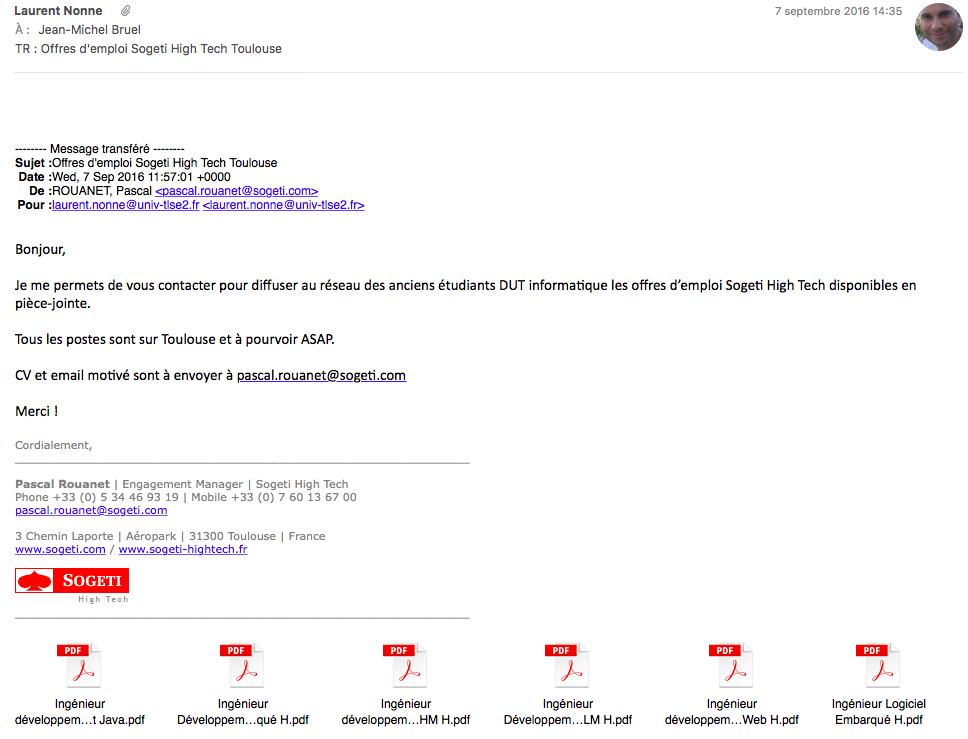 Laurent Nonne
7 septembre 2016 14:35
À : Jean-Michel Bruel
TR : Offres d'emploi Sogeti High Tech Toulouse
-------- Message transféré --------
Sujet :Offres d'emploi Sogeti High Tech Toulouse
Date :Wed, 7 Sep 2016 11:57:01 +0000
De :ROUANET, Pascal <pascal.rouanet@sogeti.com>
Pour :laurent.nonne@univ-tlse2.fr <laurent.nonne@univ-tlse2.fr>
Bonjour,
Je me permets de vous contacter pour diffuser au réseau des anciens étudiants DUT informatique les offres d’emploi Sogeti High Tech disponibles en
pièce-jointe.
Tous les postes sont sur Toulouse et à pourvoir ASAP.
CV et email motivé sont à envoyer à pascal.rouanet@sogeti.com
Merci !
Cordialement,
Pascal Rouanet | Engagement Manager | Sogeti High Tech
Phone +33 (0) 5 34 46 93 19 | Mobile +33 (0) 7 60 13 67 00
pascal.rouanet@sogeti.com
3 Chemin Laporte | Aéropark | 31300 Toulouse | France
www.sogeti.com / www.sogeti-hightech.fr
SOGETI
High Tech
PDF PDF PDF PDF PDF PDF
Ingénieur
développem…t Java.pdf
Ingénieur
Développem…qué H.pdf
Ingénieur
développem…HM H.pdf
Ingénieur
Développem…LM H.pdf
Ingénieur
développem…Web H.pdf
Ingénieur Logiciel
Embarqué H.pdf